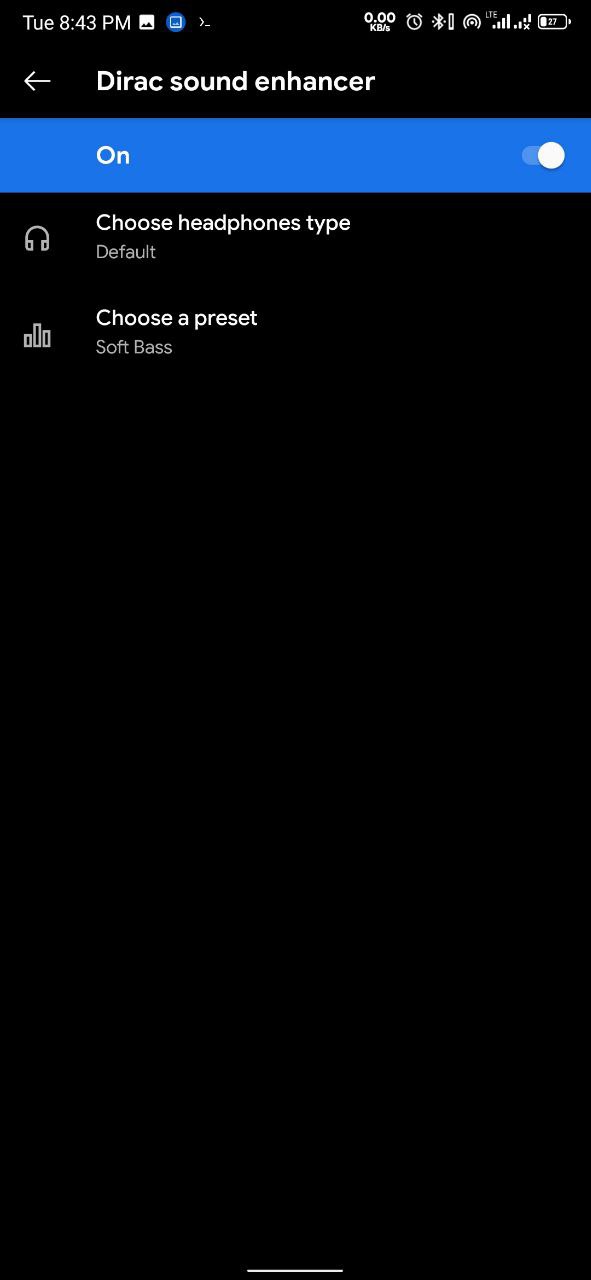 Tue 8:43 PM
0.00
KB/s
LTE
27
Dirac sound enhancer
On
Choose headphones type
Default
Choose a preset
Soft Bass